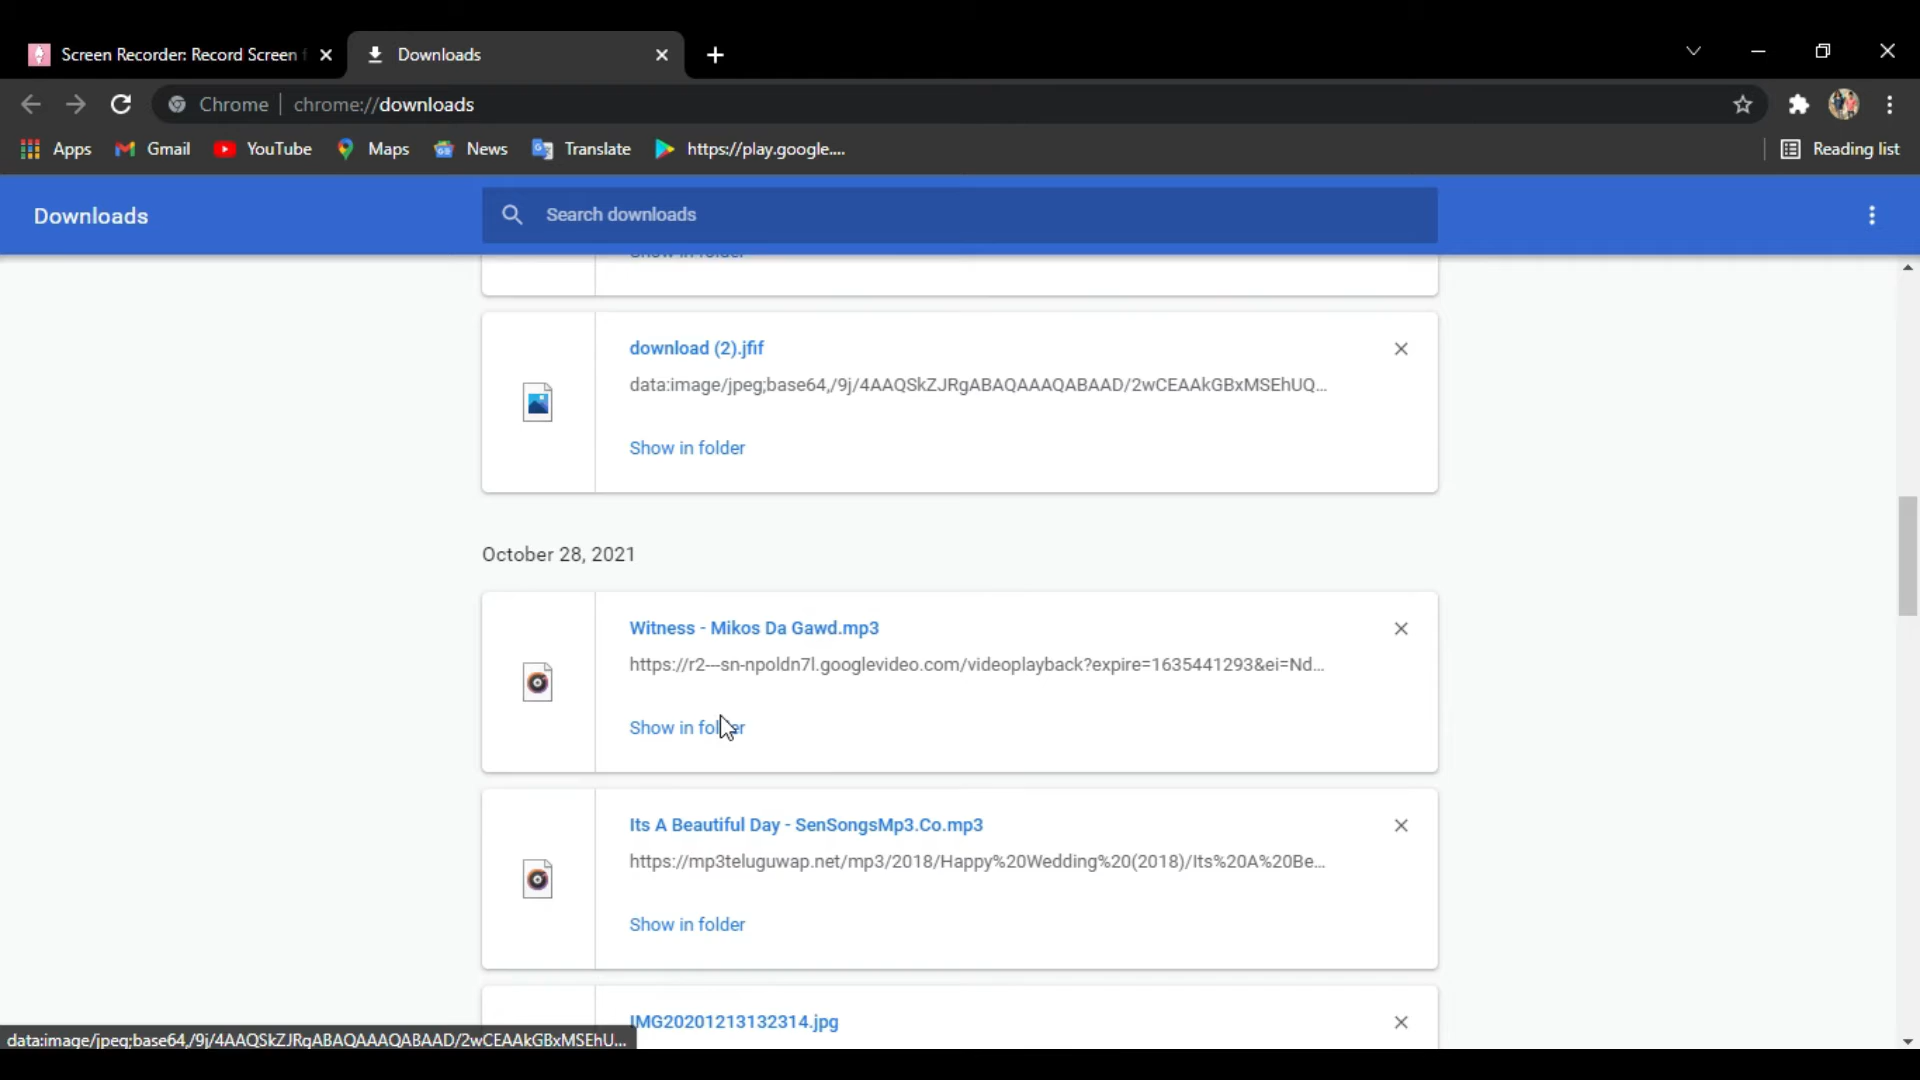 Screen Recorder: Record Screen
Downloads
Chrome
chrome://downloads
Apps
Gmail
YouTube
Maps
News
Translate
https://play.google....
Reading list
Downloads
Search downloads
download (2).jfif
data:image/jpeg;base64,/9j/4AAQSkZJRgABAQAAAQABAAD/2wCEAAkGBxMSEhUQ...
Show in folder
October 28, 2021
Witness - Mikos Da Gawd.mp3
https://r2---sn-npoldn7l.googlevideo.com/videoplayback?expire=1635441293&ei=Nd...
Show in folder
Its A Beautiful Day - SenSongsMp3.Co.mp3
https://mp3teluguwap.net/mp3/2018/Happy%20Wedding%20(2018)/Its%20A%20Be...
Show in folder
IMG20201213132314.jpg
data:image/jpeg;base64,/9j/4AAQSkZJRgABAQAAAQABAAD/2wCEAAkGBxMSEhU...